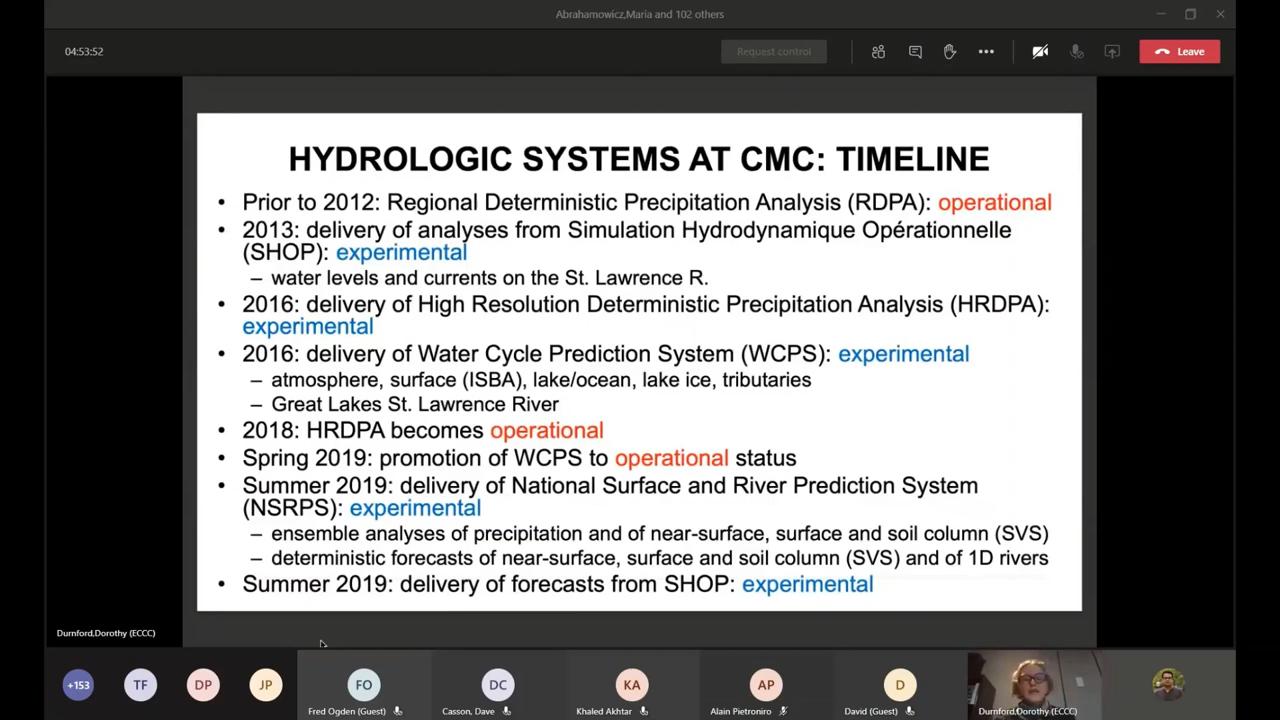 Abrahamowicz,Maria and 102 others
04:53:52
Request control
Leave
HYDROLOGIC SYSTEMS AT CMC: TIMELINE
• Prior to 2012: Regional Deterministic Precipitation Analysis (RDPA): operational
• 2013: delivery of analyses from Simulation Hydrodynamique Opérationnelle
(SHOP): experimental
– water levels and currents on the St. Lawrence R.
• 2016: delivery of High Resolution Deterministic Precipitation Analysis (HRDPA):
experimental
• 2016: delivery of Water Cycle Prediction System (WCPS): experimental
– atmosphere, surface (ISBA), lake/ocean, lake ice, tributaries
– Great Lakes St. Lawrence River
• 2018: HRDPA becomes operational
• Spring 2019: promotion of WCPS to operational status
• Summer 2019: delivery of National Surface and River Prediction System
(NSRPS): experimental
– ensemble analyses of precipitation and of near-surface, surface and soil column (SVS)
– deterministic forecasts of near-surface, surface and soil column (SVS) and of 1D rivers
• Summer 2019: delivery of forecasts from SHOP: experimental
Durnford,Dorothy (ECCC)
+153 TF DP JP FO DC KA AP D
Fred Ogden (Guest) Casson, Dave Khaled Akhtar Alain Pietroniro David (Guest) Durnford,Dorothy (ECCC)